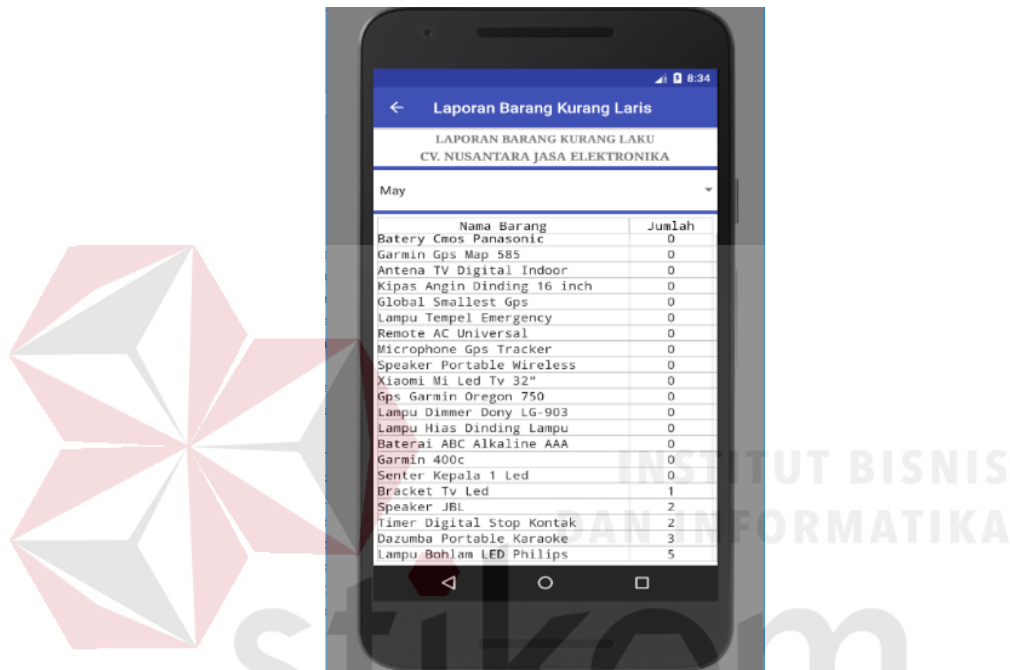 8:34
Laporan Barang Kurang Laris
LAPORAN BARANG KURANG LAKU
CV. NUSANTARA JASA ELEKTRONIKA
May
Nama Barang Jumlah
Batery Cmos Panasonic 0
Garmin Gps Map 585 0
Antena TV Digital Indoor 0
Kipas Angin Dinding 16 inch 0
Global Smallest Gps 0
Lampu Tempel Emergency 0
Remote AC Universal 0
Microphone Gps Tracker 0
Speaker Portable Wireless 0
Xiaomi Mi Led Tv 32" 0
Gps Garmin Oregon 750 0
Lampu Dimmer Dony LG-903 0
Lampu Hias Dinding Lampu 0
Baterai ABC Alkaline AAA 0
Garmin 400c 0
Senter Kepala 1 Led 0
Bracket Tv Led 1
Speaker JBL 2
Timer Digital Stop Kontak 2
Dazumba Portable Karaoke 3
Lampu Bohlam LED Philips 5
INSTITUT BISNIS
DAN INFORMATIKA
stikom